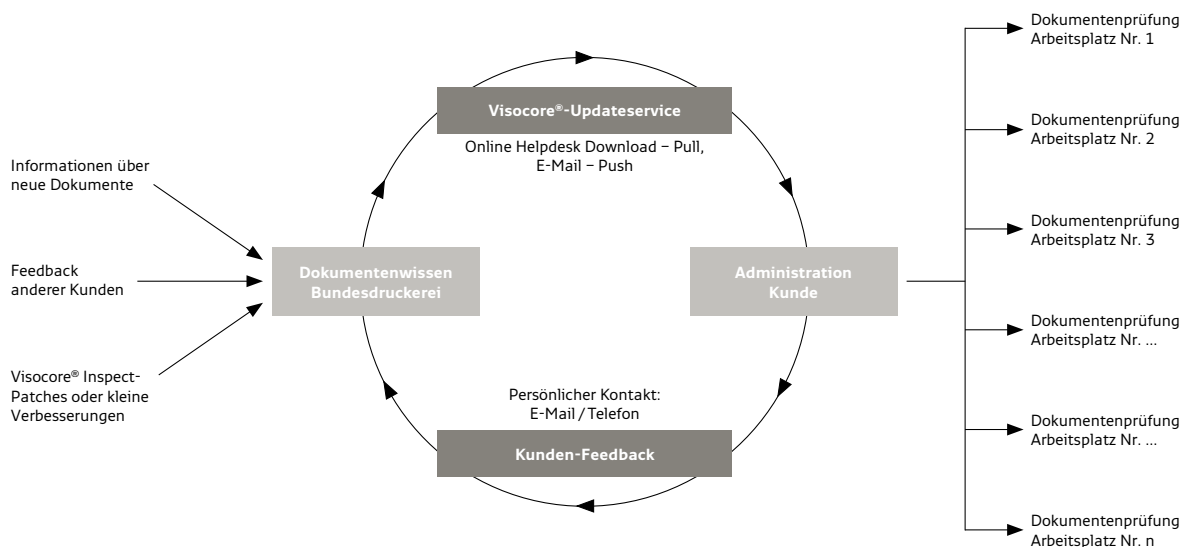 Informationen über
neue Dokumente
Feedback
anderer Kunden
Visocore® Inspect-
Patches oder kleine
Verbesserungen
Dokumentenwissen
Bundesdruckerei
Visocore®-Updateservice
Online Helpdesk Download – Pull,
E-Mail – Push
Administration
Kunde
Persönlicher Kontakt:
E-Mail / Telefon
Kunden-Feedback
Dokumentenprüfung
Arbeitsplatz Nr. 1
Dokumentenprüfung
Arbeitsplatz Nr. 2
Dokumentenprüfung
Arbeitsplatz Nr. 3
Dokumentenprüfung
Arbeitsplatz Nr. ...
Dokumentenprüfung
Arbeitsplatz Nr. ...
Dokumentenprüfung
Arbeitsplatz Nr. n